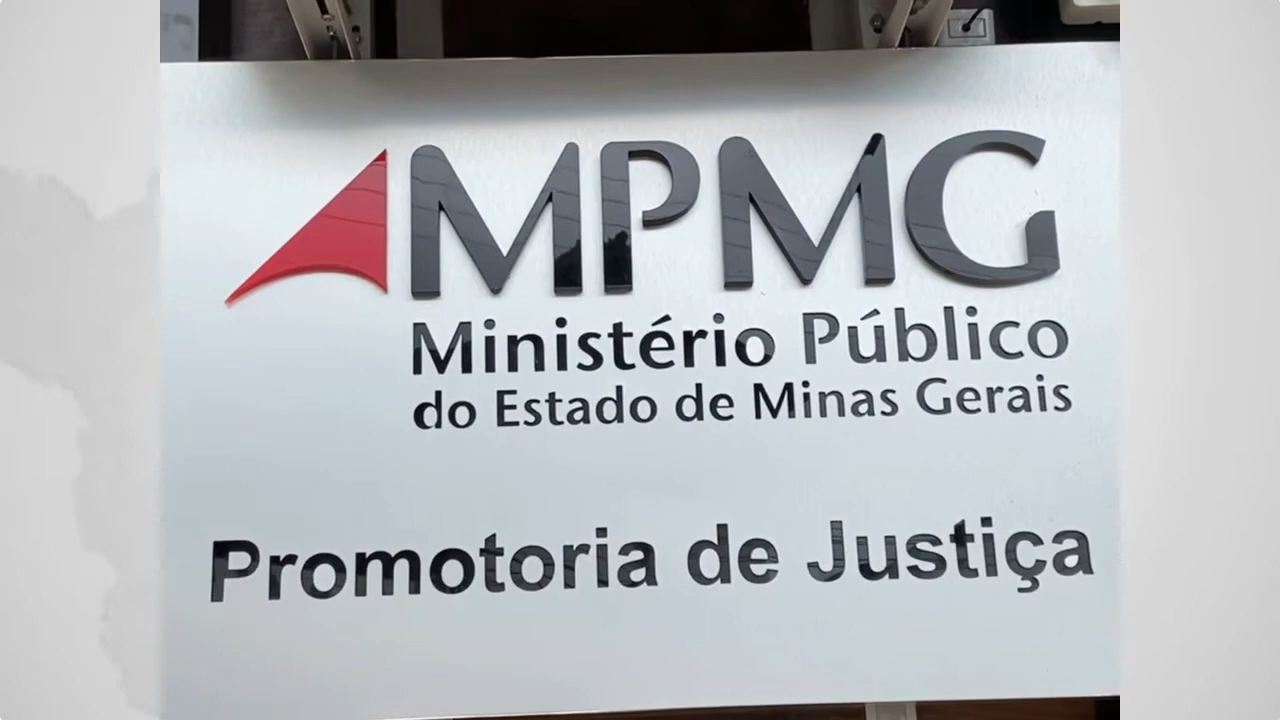 MPMG
Ministério Público
do Estado de Minas Gerais
Promotoria de Justiça